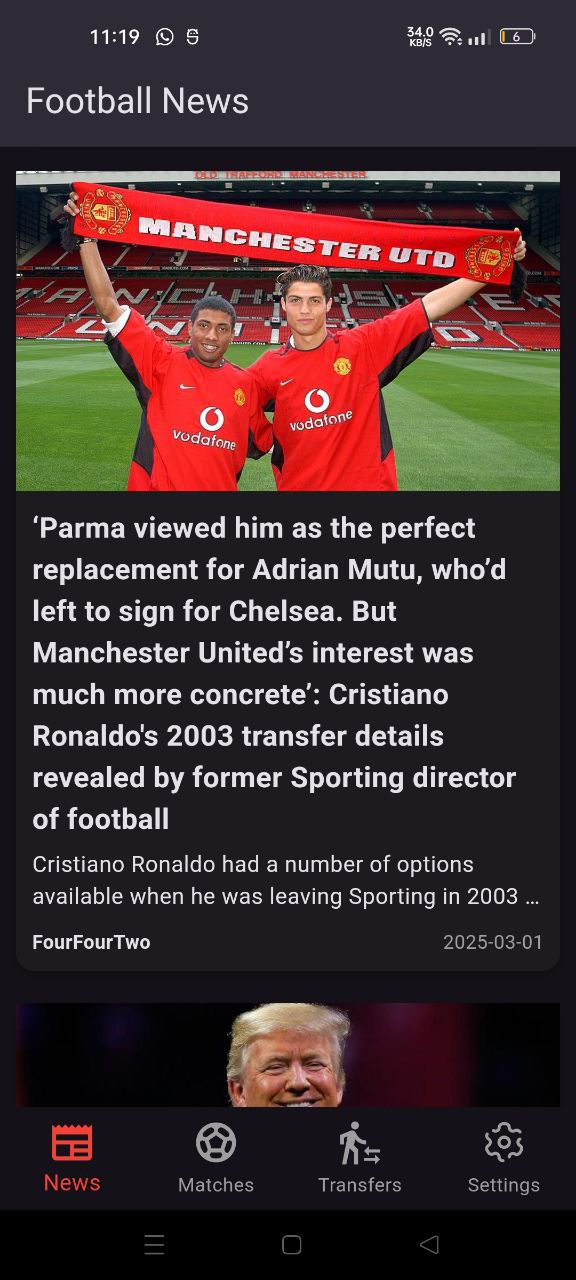 11:19
34.0
KB/S
6
Football News
OLD TRAFFORD MANCHESTER
MANCHESTER UTD
vodafone
vodafone
‘Parma viewed him as the perfect
replacement for Adrian Mutu, who’d
left to sign for Chelsea. But
Manchester United’s interest was
much more concrete’: Cristiano
Ronaldo's 2003 transfer details
revealed by former Sporting director
of football
Cristiano Ronaldo had a number of options
available when he was leaving Sporting in 2003 …
FourFourTwo
2025-03-01
News
Matches
Transfers
Settings